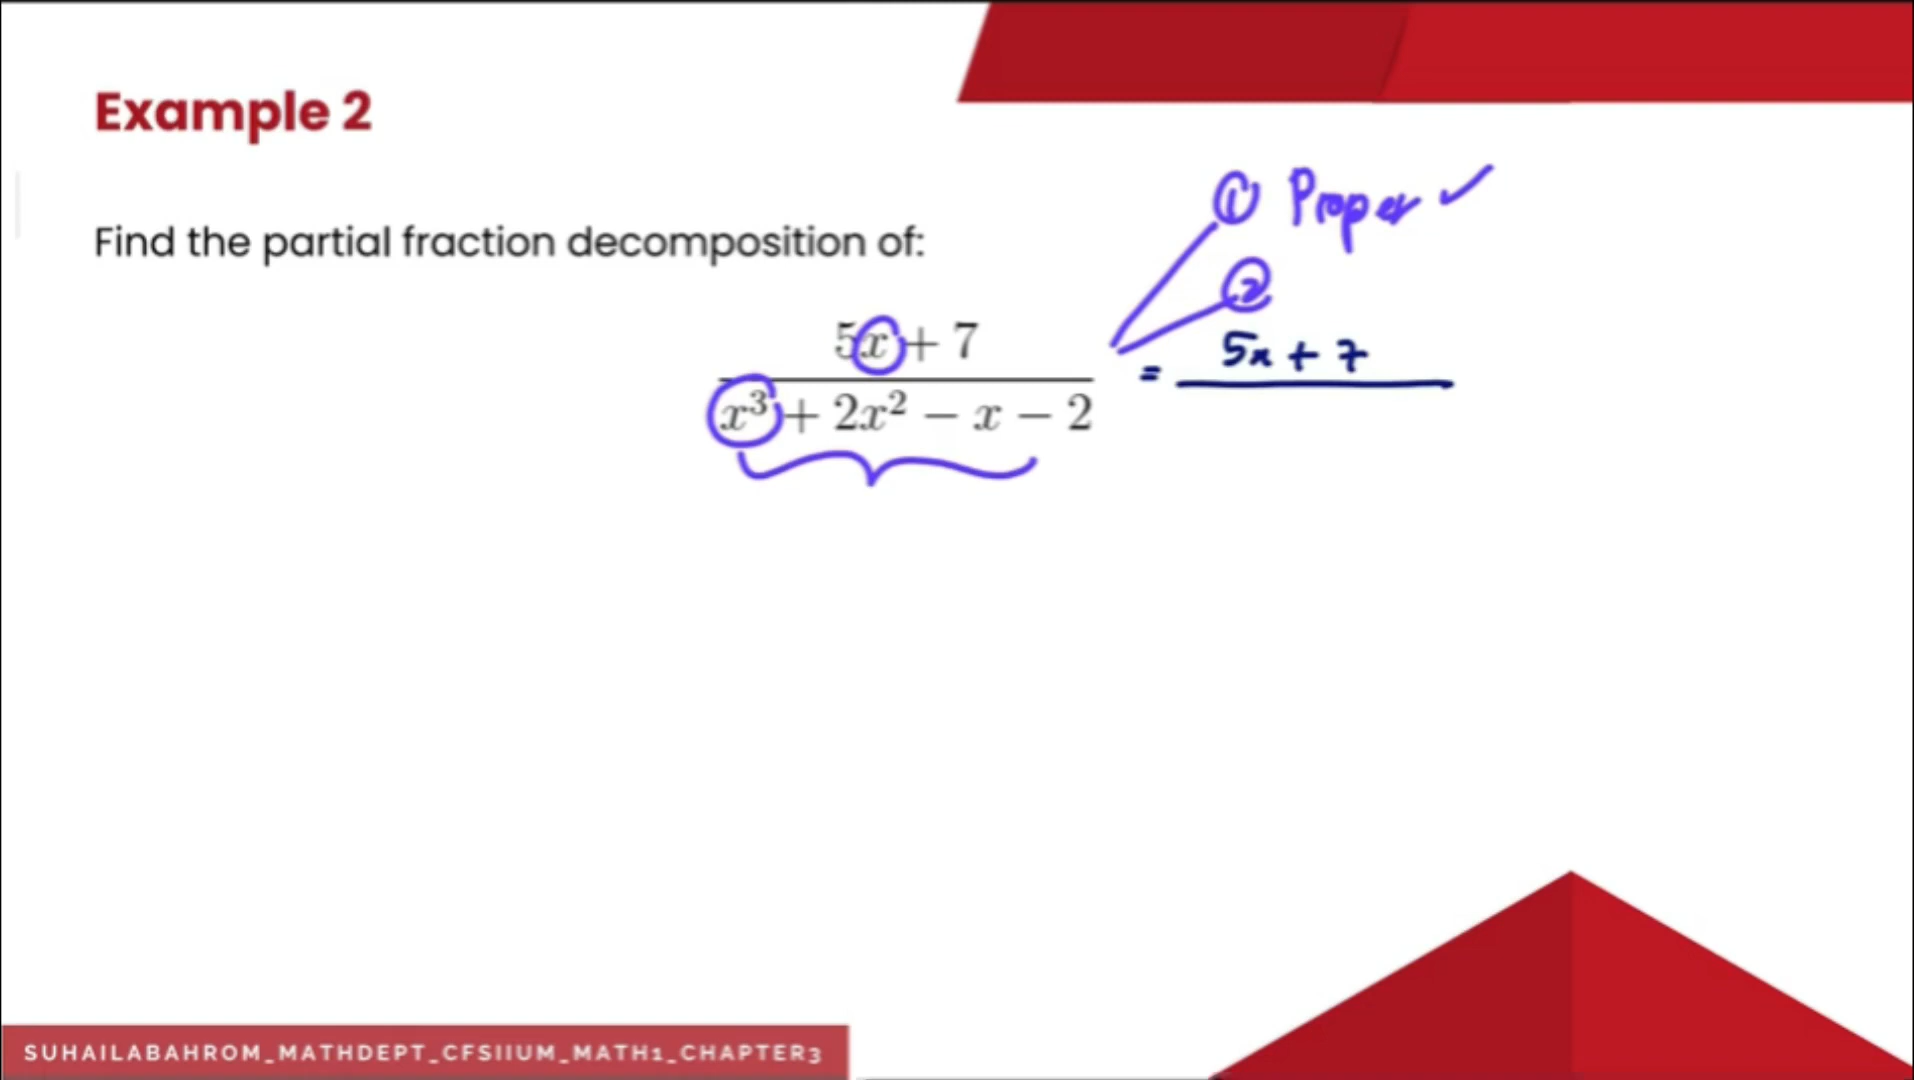 Example 2
① Proper ✓
Find the partial fraction decomposition of:
②
5x + 7
x³ + 2x² − x − 2
= 5x + 7
SUHAILABAHROM_MATHDEPT_CFSIIUM_MATH1_CHAPTER3